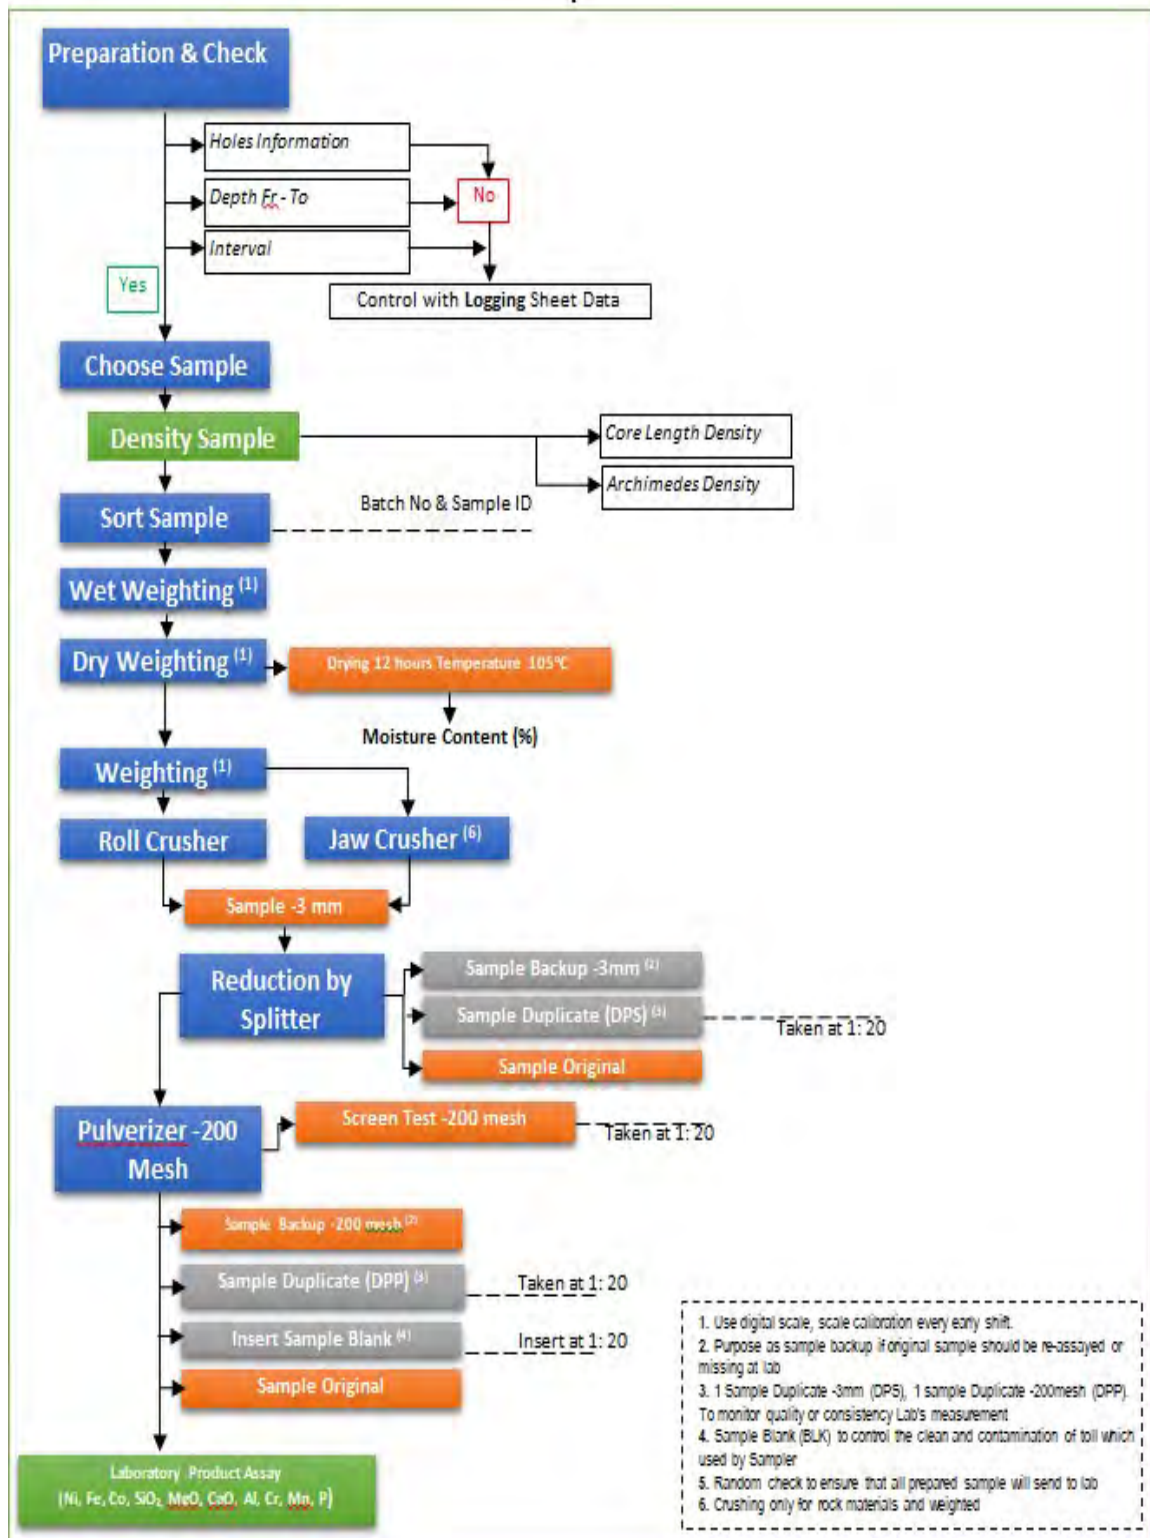 Preparation & Check
Holes Information
Depth Fr - To
No
Interval
Yes
Control with Logging Sheet Data
Choose Sample
Density Sample
Core Length Density
Archimedes Density
Batch No & Sample ID
Sort Sample
Wet Weighting (1)
Dry Weighting (1)
Drying 12 hours Temperature 105°C
Moisture Content (%)
Weighting (1)
Roll Crusher
Jaw Crusher (6)
Sample -3 mm
Reduction by
Splitter
Sample Backup -3mm (2)
Sample Duplicate (DPS) (3)
Taken at 1: 20
Sample Original
Pulverizer -200
Mesh
Screen Test -200 mesh
Taken at 1: 20
Sample Backup -200 mesh (2)
Sample Duplicate (DPP) (3)
Taken at 1: 20
Insert Sample Blank (4)
Insert at 1: 20
Sample Original
Laboratory Product Assay
(Ni, Fe, Co, SiO2, MeO, CaO, Al, Cr, Mn, P)
1. Use digital scale, scale calibration every early shift.
2. Purpose as sample backup if original sample should be re-assayed or
missing at lab
3. 1 Sample Duplicate -3mm (DPS), 1 sample Duplicate -200mesh (DPP).
To monitor quality or consistency Lab's measurement
4. Sample Blank (BLK) to control the clean and contamination of toll which
used by Sampler
5. Random check to ensure that all prepared sample will send to lab
6. Crushing only for rock materials and weighted